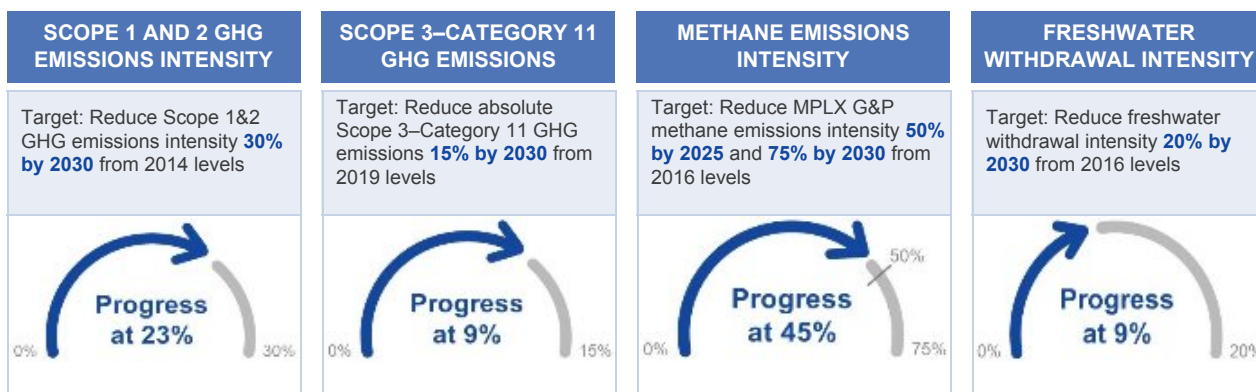 SCOPE 1 AND 2 GHG
EMISSIONS INTENSITY
Target: Reduce Scope 1&2
GHG emissions intensity 30%
by 2030 from 2014 levels
Progress
at 23%
0%
30%
SCOPE 3–CATEGORY 11
GHG EMISSIONS
Target: Reduce absolute
Scope 3–Category 11 GHG
emissions 15% by 2030 from
2019 levels
Progress
at 9%
0%
15%
METHANE EMISSIONS
INTENSITY
Target: Reduce MPLX G&P
methane emissions intensity 50%
by 2025 and 75% by 2030 from
2016 levels
50%
Progress
at 45%
0%
75%
FRESHWATER
WITHDRAWAL INTENSITY
Target: Reduce freshwater
withdrawal intensity 20% by
2030 from 2016 levels
Progress
at 9%
0%
20%